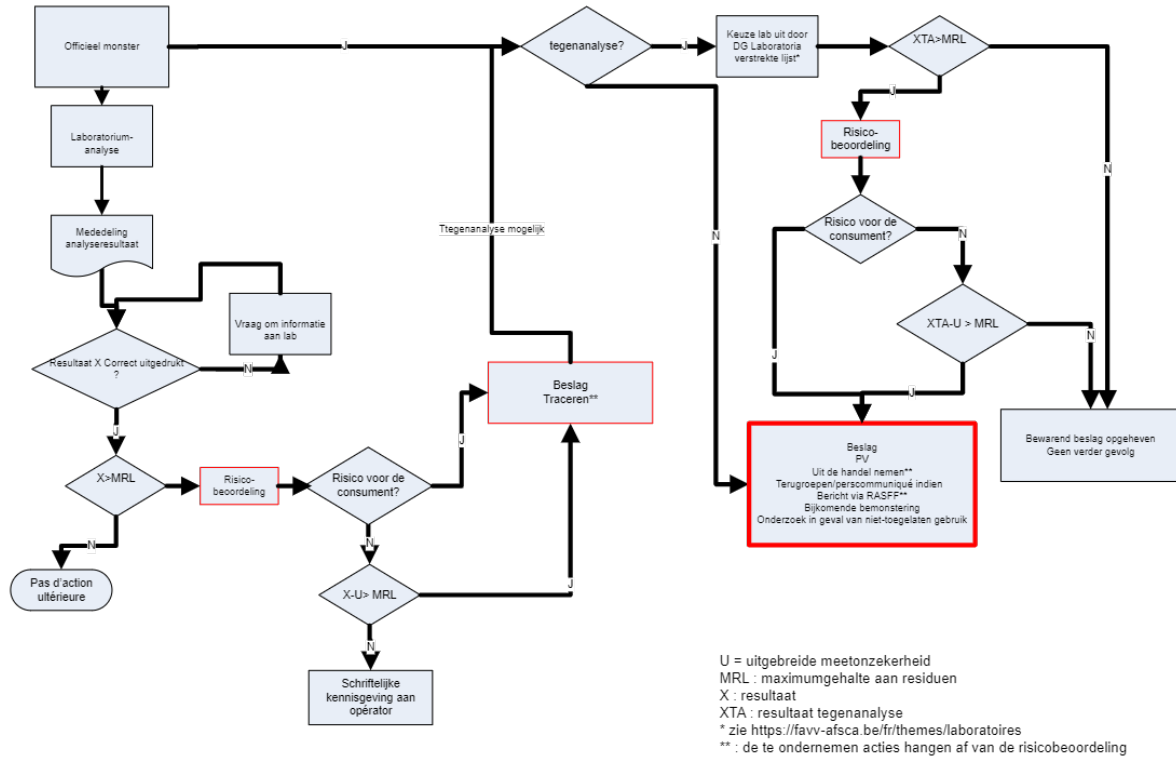 Officieel monster
J
tegenanalyse?
J
Keuze lab uit door
DG Laboratoria
verstrekte lijst*
XTA>MRL
J
N
Laboratorium-
analyse
Risico-
beoordeling
Mededeling
analyseresultaat
Ttegenanalyse mogelijk
N
Risico voor de
consument?
N
Vraag om informatie
aan lab
XTA-U > MRL
N
J
J
Resultaat X Correct uitgedrukt
?
N
J
Beslag
Traceren**
Bewarend beslag opgeheven
Geen verder gevolg
Beslag
PV
Uit de handel nemen**
Terugroepen/perscommuniqué indien
Bericht via RASFF**
Bijkomende bemonstering
Onderzoek in geval van niet-toegelaten gebruik
X>MRL
Risico-
beoordeling
Risico voor de
consument?
J
N
N
Pas d'action
ultérieure
X-U> MRL
J
N
Schriftelijke
kennisgeving aan
opérator
U = uitgebreide meetonzekerheid
MRL : maximumgehalte aan residuen
X : resultaat
XTA : resultaat tegenanalyse
* zie https://favv-afsca.be/fr/themes/laboratoires
** : de te ondernemen acties hangen af van de risicobeordeling